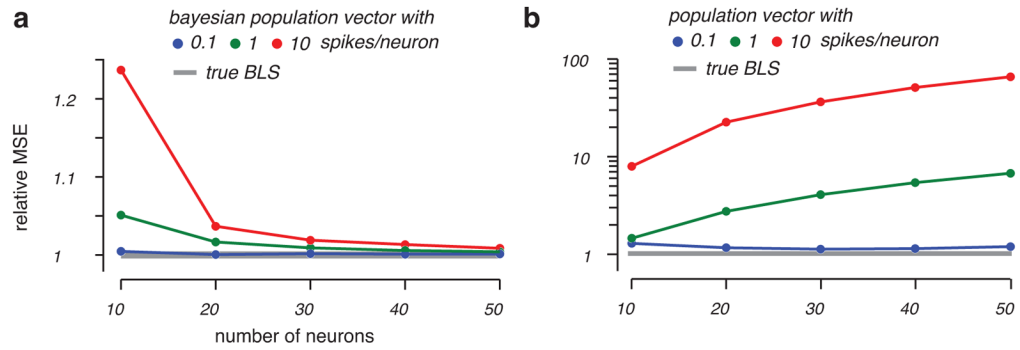 a
bayesian population vector with
0.1 1 10 spikes/neuron
true BLS
relative MSE
1.2
1.1
1
10 20 30 40 50
number of neurons
b
population vector with
0.1 1 10 spikes/neuron
true BLS
100
10
1
10 20 30 40 50